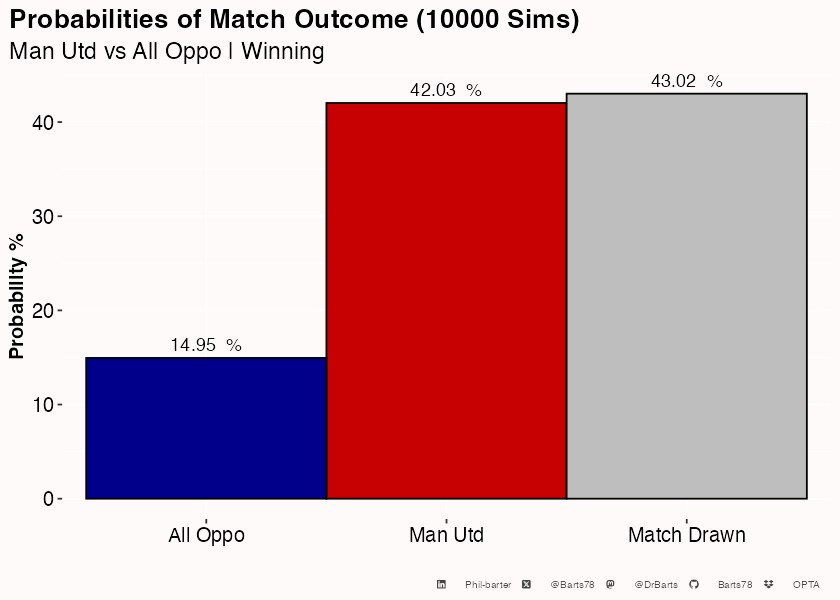 Probabilities of Match Outcome (10000 Sims)
Man Utd vs All Oppo | Winning
43.02 %
42.03 %
14.95 %
Probability %
40
30
20
10
0
All Oppo Man Utd Match Drawn
Phil-barter @Barts78 @DrBarts Barts78 OPTA